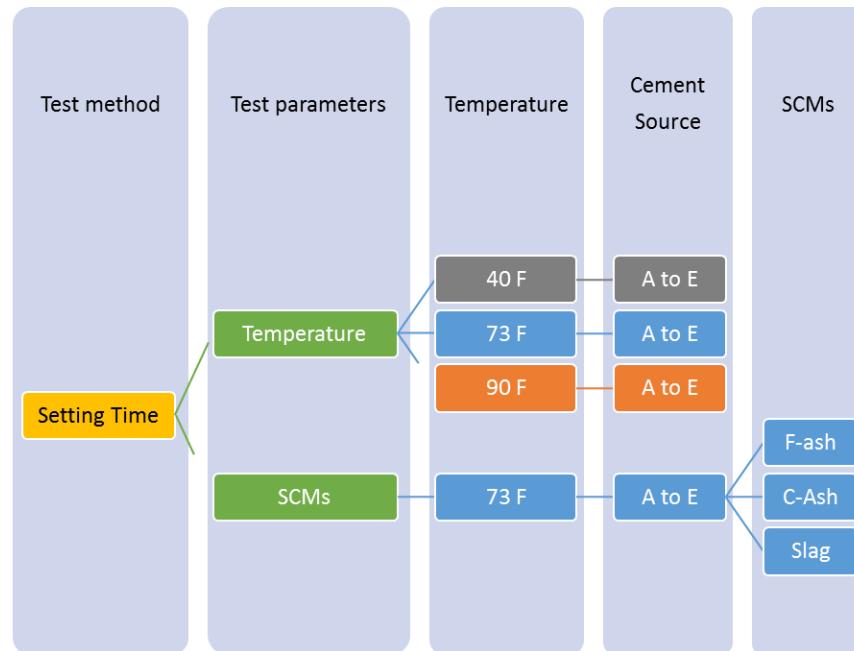 Test method
Test parameters
Temperature
Cement
Source
SCMs
40 F
A to E
Temperature
73 F
A to E
90 F
A to E
Setting Time
F-ash
SCMs
73 F
A to E
C-Ash
Slag